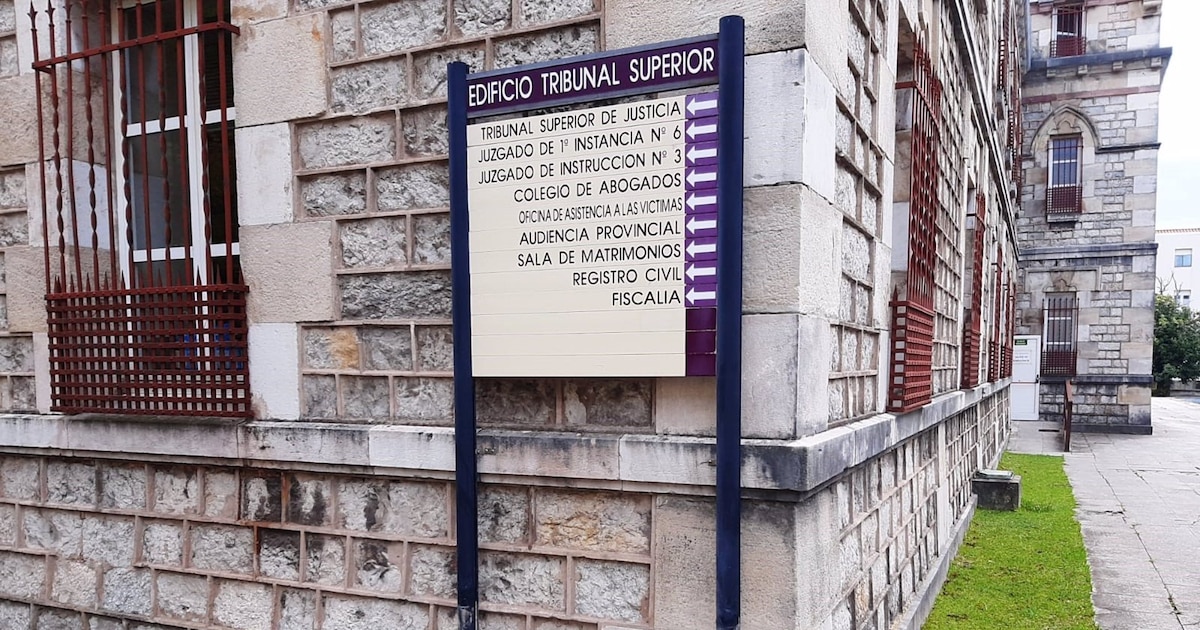 EDIFICIO TRIBUNAL SUPERIOR
TRIBUNAL SUPERIOR DE JUSTICIA
JUZGADO DE 1º INSTANCIA Nº 6
JUZGADO DE INSTRUCCION Nº 3
COLEGIO DE ABOGADOS
OFICINA DE ASISTENCIA A LAS VICTIMAS
AUDIENCIA PROVINCIAL
SALA DE MATRIMONIOS
REGISTRO CIVIL
FISCALIA